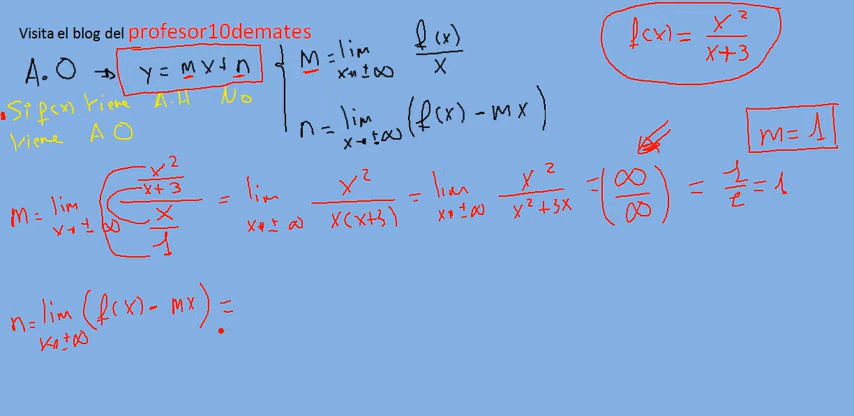 Visita el blog del profesor10demates
f(x) = x²/(x+3)
A.O → y = mx+n { m = lim x→±∞ f(x)/x
n = lim x→±∞ (f(x) - mx)
Si f(x) tiene A.H No
tiene A O
m = 1
m = lim x→±∞ (x²/(x+3))/(x/1) = lim x→±∞ x²/(x(x+3)) = lim x→±∞ x²/(x²+3x) = (∞/∞) = 1/1 = 1
n = lim x→±∞ (f(x) - mx) =